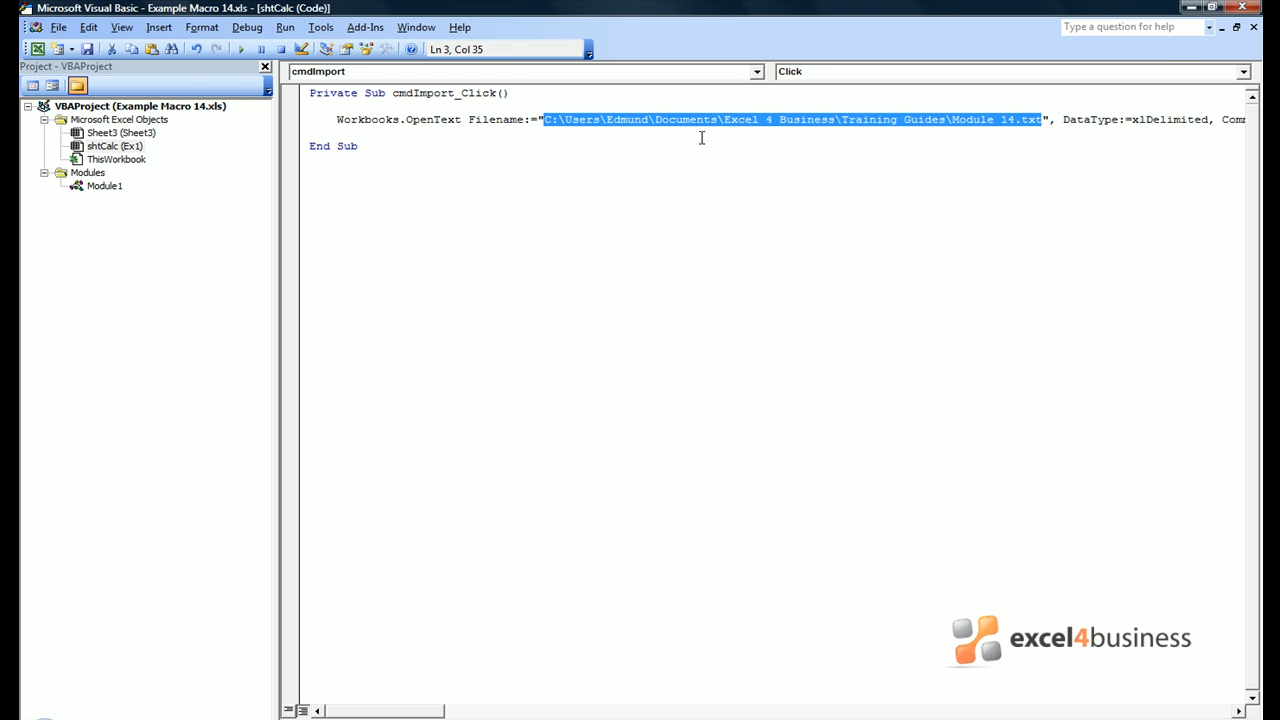 Microsoft Visual Basic - Example Macro 14.xls - [shtCalc (Code)]
File Edit View Insert Format Debug Run Tools Add-Ins Window Help
Type a question for help
Ln 3, Col 35
Project - VBAProject
cmdImport
Click
VBAProject (Example Macro 14.xls)
Microsoft Excel Objects
Sheet3 (Sheet3)
shtCalc (Ex1)
ThisWorkbook
Modules
Module1
Private Sub cmdImport_Click()
Workbooks.OpenText Filename:="C:\Users\Edmund\Documents\Excel 4 Business\Training Guides\Module 14.txt", DataType:=xlDelimited, Comm
End Sub
excel4business